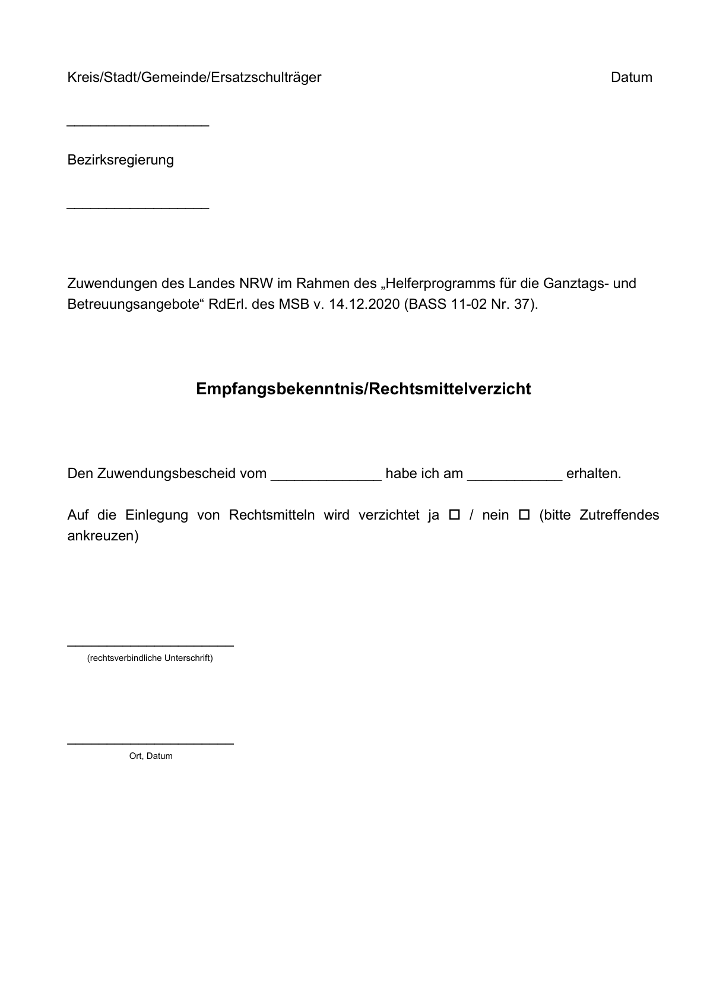 Kreis/Stadt/Gemeinde/Ersatzschulträger Datum
__________________
Bezirksregierung
__________________
Zuwendungen des Landes NRW im Rahmen des „Helferprogramms für die Ganztags- und
Betreuungsangebote“ RdErl. des MSB v. 14.12.2020 (BASS 11-02 Nr. 37).
Empfangsbekenntnis/Rechtsmittelverzicht
Den Zuwendungsbescheid vom ______________ habe ich am ____________ erhalten.
Auf die Einlegung von Rechtsmitteln wird verzichtet ja ☐ / nein ☐ (bitte Zutreffendes
ankreuzen)
_____________________
(rechtsverbindliche Unterschrift)
_____________________
Ort, Datum